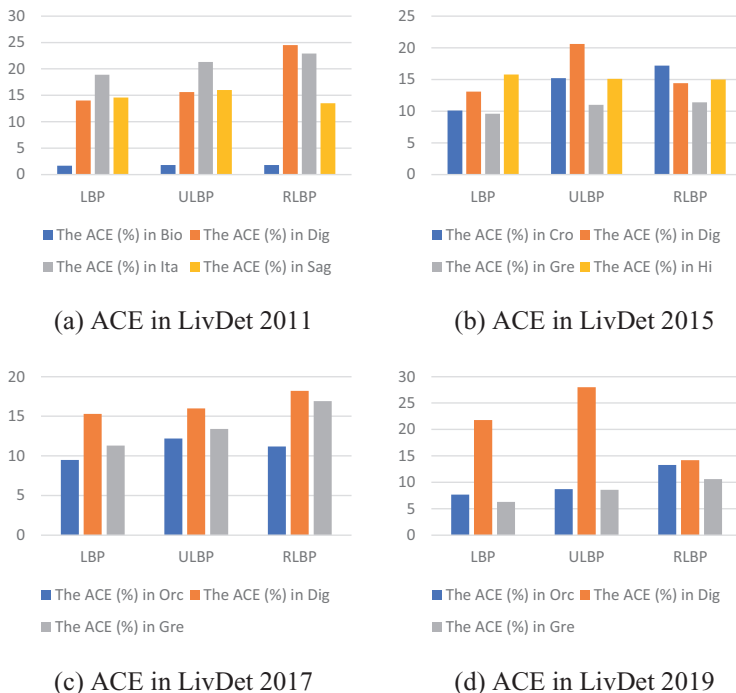 30
25
20
15
10
5
0
LBP ULBP RLBP
The ACE (%) in Bio The ACE (%) in Dig
The ACE (%) in Ita The ACE (%) in Sag
(a) ACE in LivDet 2011
25
20
15
10
5
0
LBP ULBP RLBP
The ACE (%) in Cro The ACE (%) in Dig
The ACE (%) in Gre The ACE (%) in Hi
(b) ACE in LivDet 2015
20
15
10
5
0
LBP ULBP RLBP
The ACE (%) in Orc The ACE (%) in Dig
The ACE (%) in Gre
(c) ACE in LivDet 2017
30
25
20
15
10
5
0
LBP ULBP RLBP
The ACE (%) in Orc The ACE (%) in Dig
The ACE (%) in Gre
(d) ACE in LivDet 2019